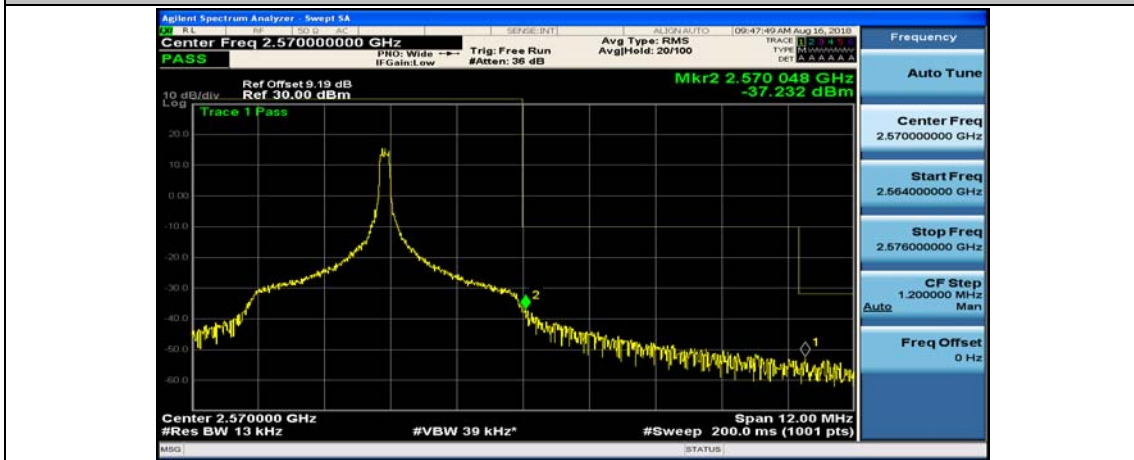 Agilent Spectrum Analyzer - Swept SA
RL RF 50 Ω AC SENSE:INT ALIGN AUTO 09:47:49 AM Aug 16, 2018
Center Freq 2.570000000 GHz
PASS
PNO: Wide
IFGain:Low
Trig: Free Run
#Atten: 36 dB
Avg Type: RMS
Avg|Hold: 20/100
TRACE 1 2 3 4 5 6
TYPE M
DET A A A A A A
Ref Offset 9.19 dB
10 dB/div Ref 30.00 dBm
Log
Mkr2 2.570 048 GHz
-37.232 dBm
Trace 1 Pass
20.0
10.0
0.00
-10.0
-20.0
-30.0
-40.0
-50.0
-60.0
2
1
Center 2.570000 GHz
Span 12.00 MHz
#Res BW 13 kHz
#VBW 39 kHz*
#Sweep 200.0 ms (1001 pts)
MSG
STATUS
Frequency
Auto Tune
Center Freq
2.570000000 GHz
Start Freq
2.564000000 GHz
Stop Freq
2.576000000 GHz
CF Step
1.200000 MHz
Auto Man
Freq Offset
0 Hz